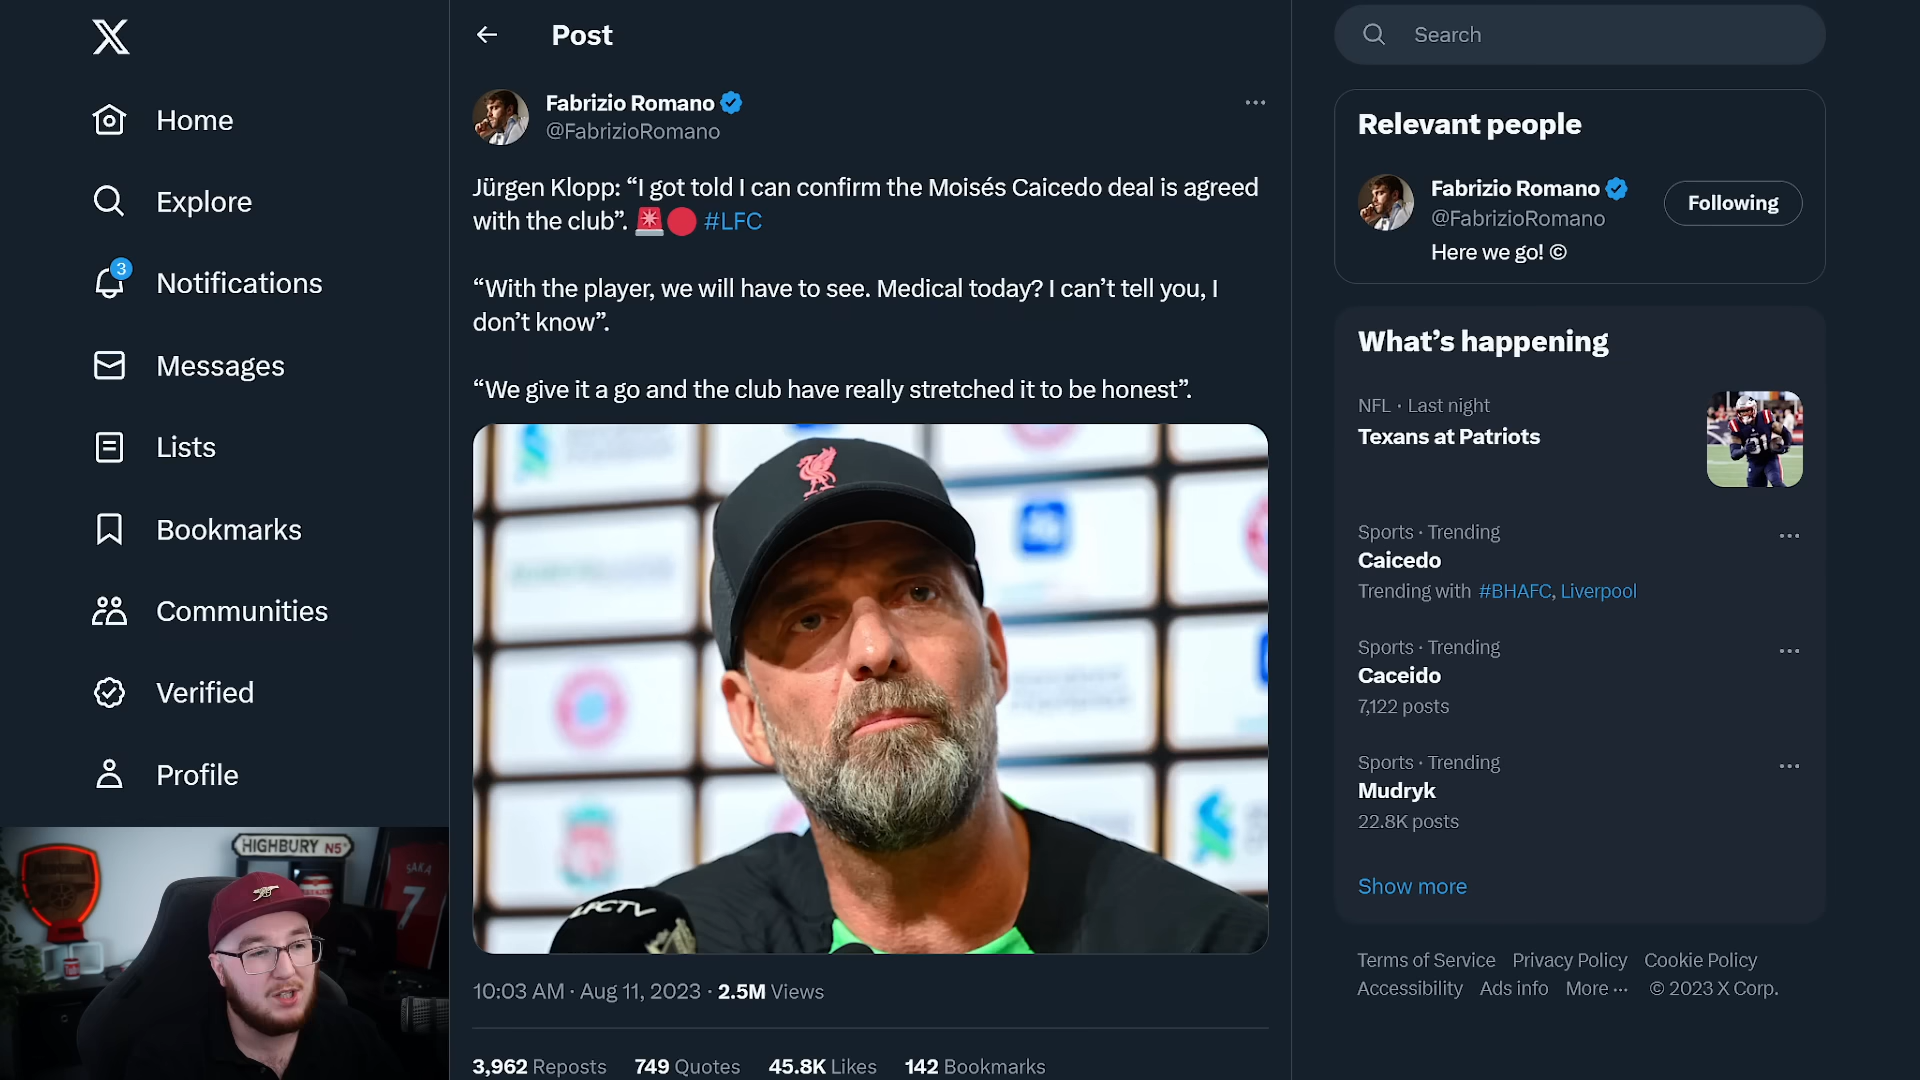 Home
Explore
3
Notifications
Messages
Lists
Bookmarks
Communities
Verified
Profile
HIGHBURY N5
SAKA
7
Post
Fabrizio Romano
@FabrizioRomano
Jürgen Klopp: “I got told I can confirm the Moisés Caicedo deal is agreed
with the club”. 🚨🔴 #LFC
“With the player, we will have to see. Medical today? I can’t tell you, I
don’t know”.
“We give it a go and the club have really stretched it to be honest”.
LFCTV
10:03 AM · Aug 11, 2023 · 2.5M Views
3,962 Reposts 749 Quotes 45.8K Likes 142 Bookmarks
Search
Relevant people
Fabrizio Romano
@FabrizioRomano
Following
Here we go! ©
What’s happening
NFL · Last night
Texans at Patriots
31
Sports · Trending
Caicedo
Trending with #BHAFC, Liverpool
Sports · Trending
Caceido
7,122 posts
Sports · Trending
Mudryk
22.8K posts
Show more
Terms of Service Privacy Policy Cookie Policy
Accessibility Ads info More ··· © 2023 X Corp.